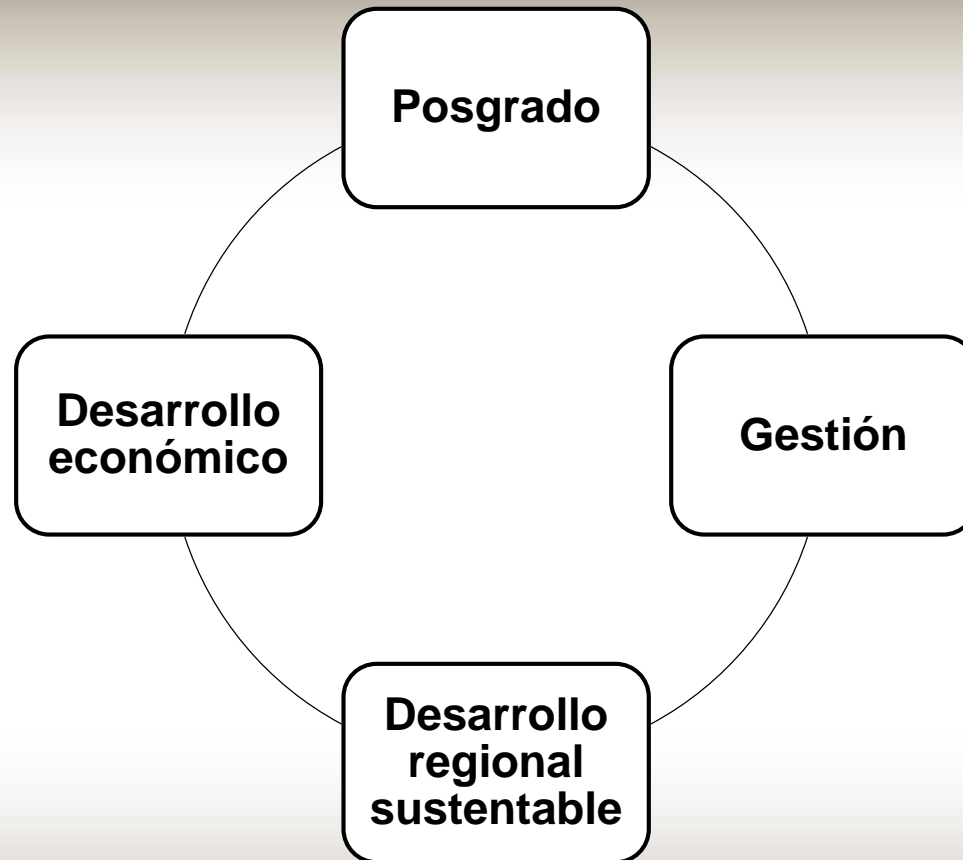 Posgrado
Desarrollo
económico
Gestión
Desarrollo
regional
sustentable